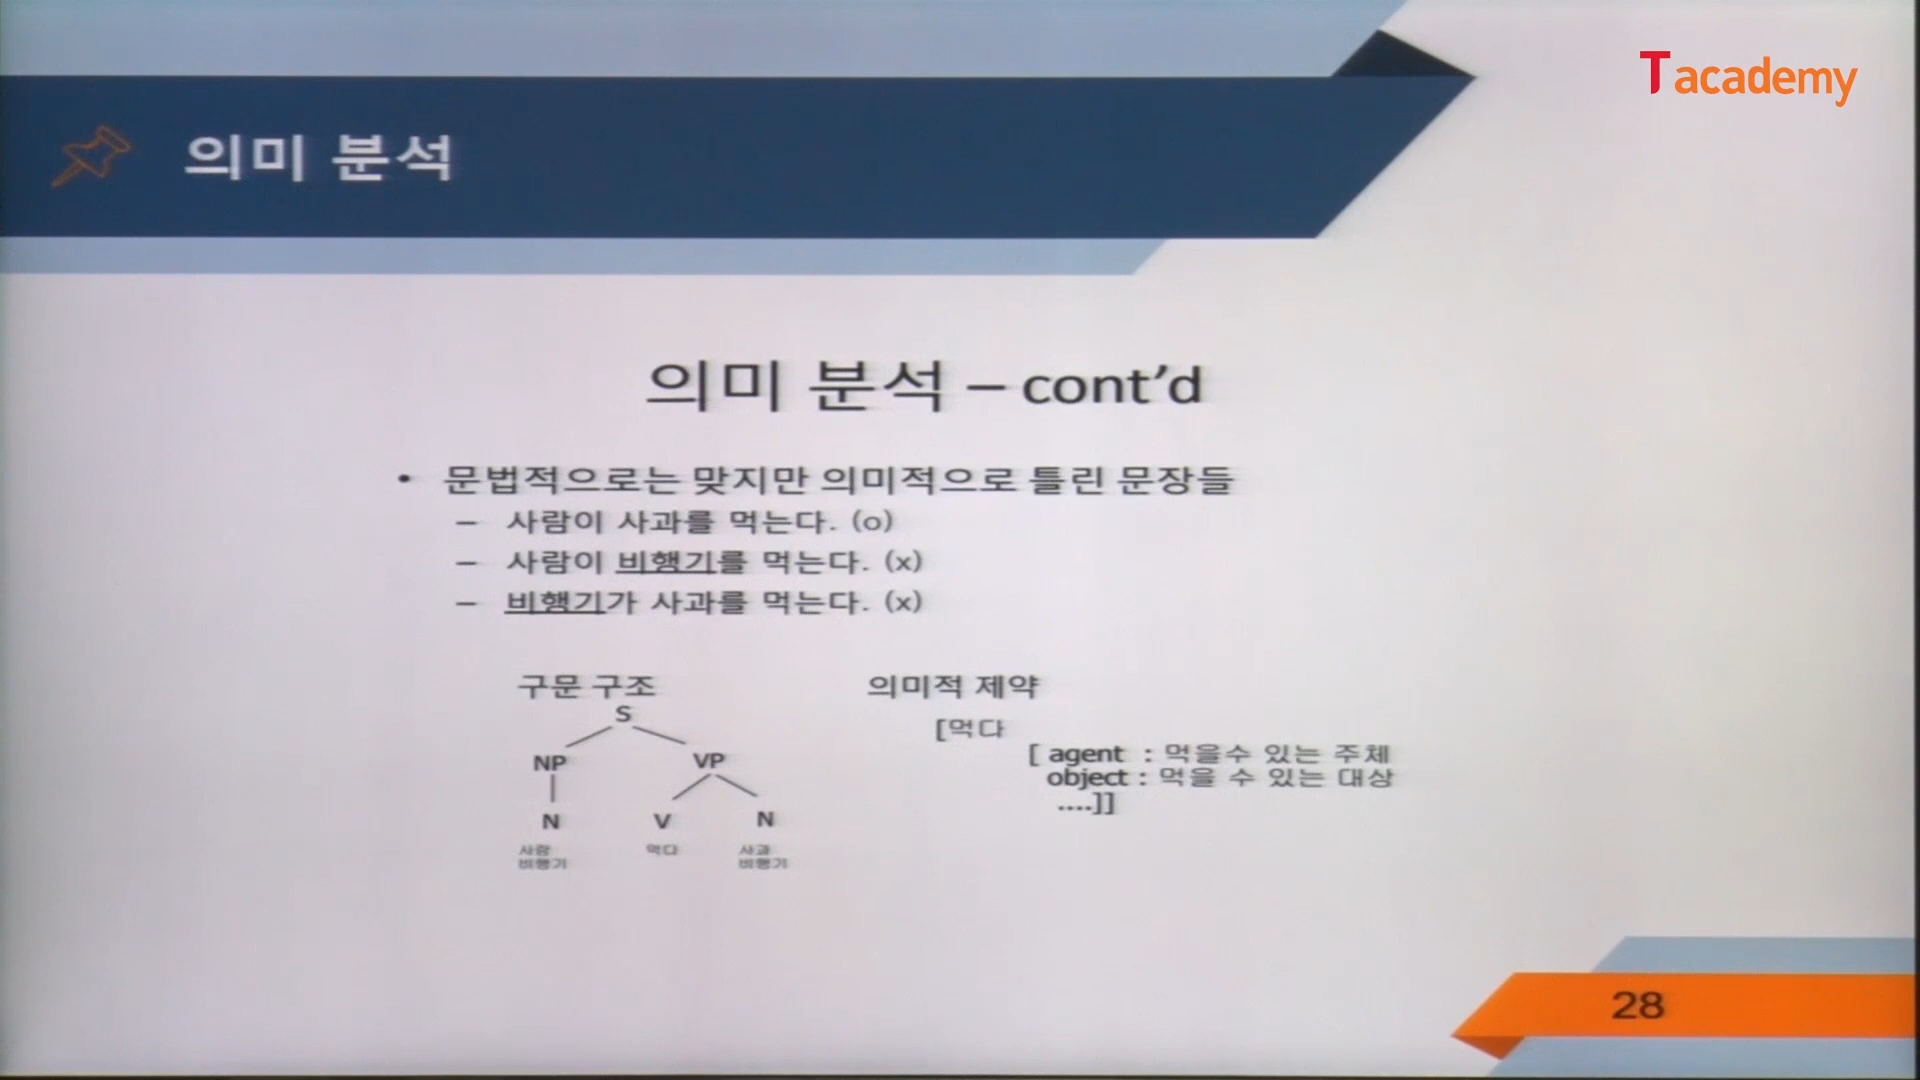 T academy
의미 분석
의미 분석 – cont’d
• 문법적으로는 맞지만 의미적으로 틀린 문장들
– 사람이 사과를 먹는다. (o)
– 사람이 비행기를 먹는다. (x)
– 비행기가 사과를 먹는다. (x)
구문 구조
S
NP VP
N V N
사람 먹다 사과
비행기 비행기
의미적 제약
[먹다
[ agent : 먹을수 있는 주체
object : 먹을 수 있는 대상
....]]
28